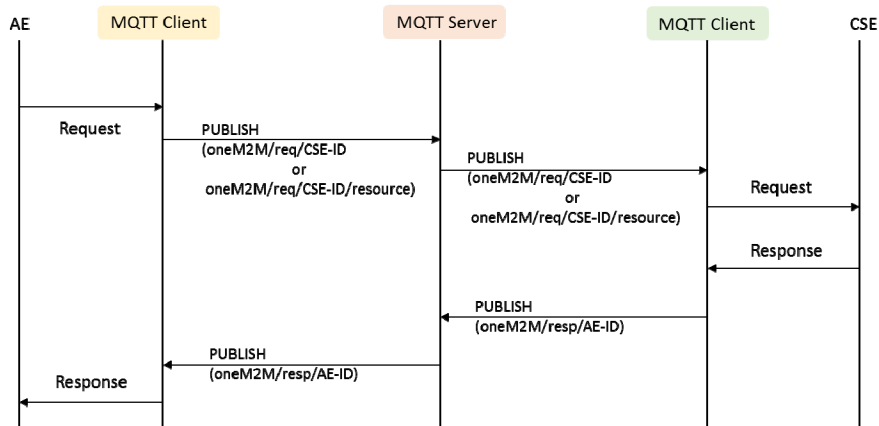 AE
MQTT Client
MQTT Server
MQTT Client
CSE
Request
PUBLISH
(oneM2M/req/CSE-ID
or
oneM2M/req/CSE-ID/resource)
PUBLISH
(oneM2M/req/CSE-ID
or
oneM2M/req/CSE-ID/resource)
Request
Response
PUBLISH
(oneM2M/resp/AE-ID)
PUBLISH
(oneM2M/resp/AE-ID)
Response